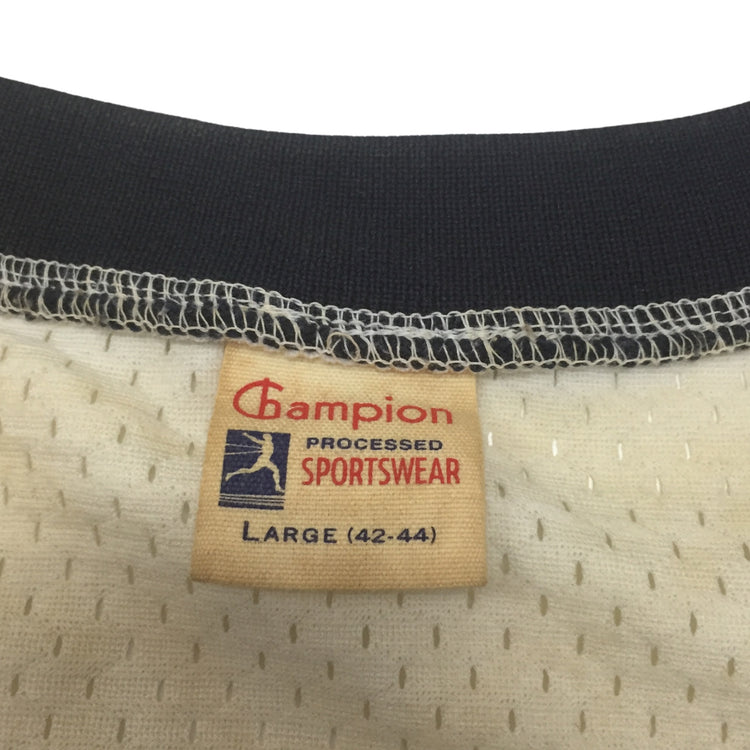 Champion
PROCESSED
SPORTSWEAR
LARGE (42-44)